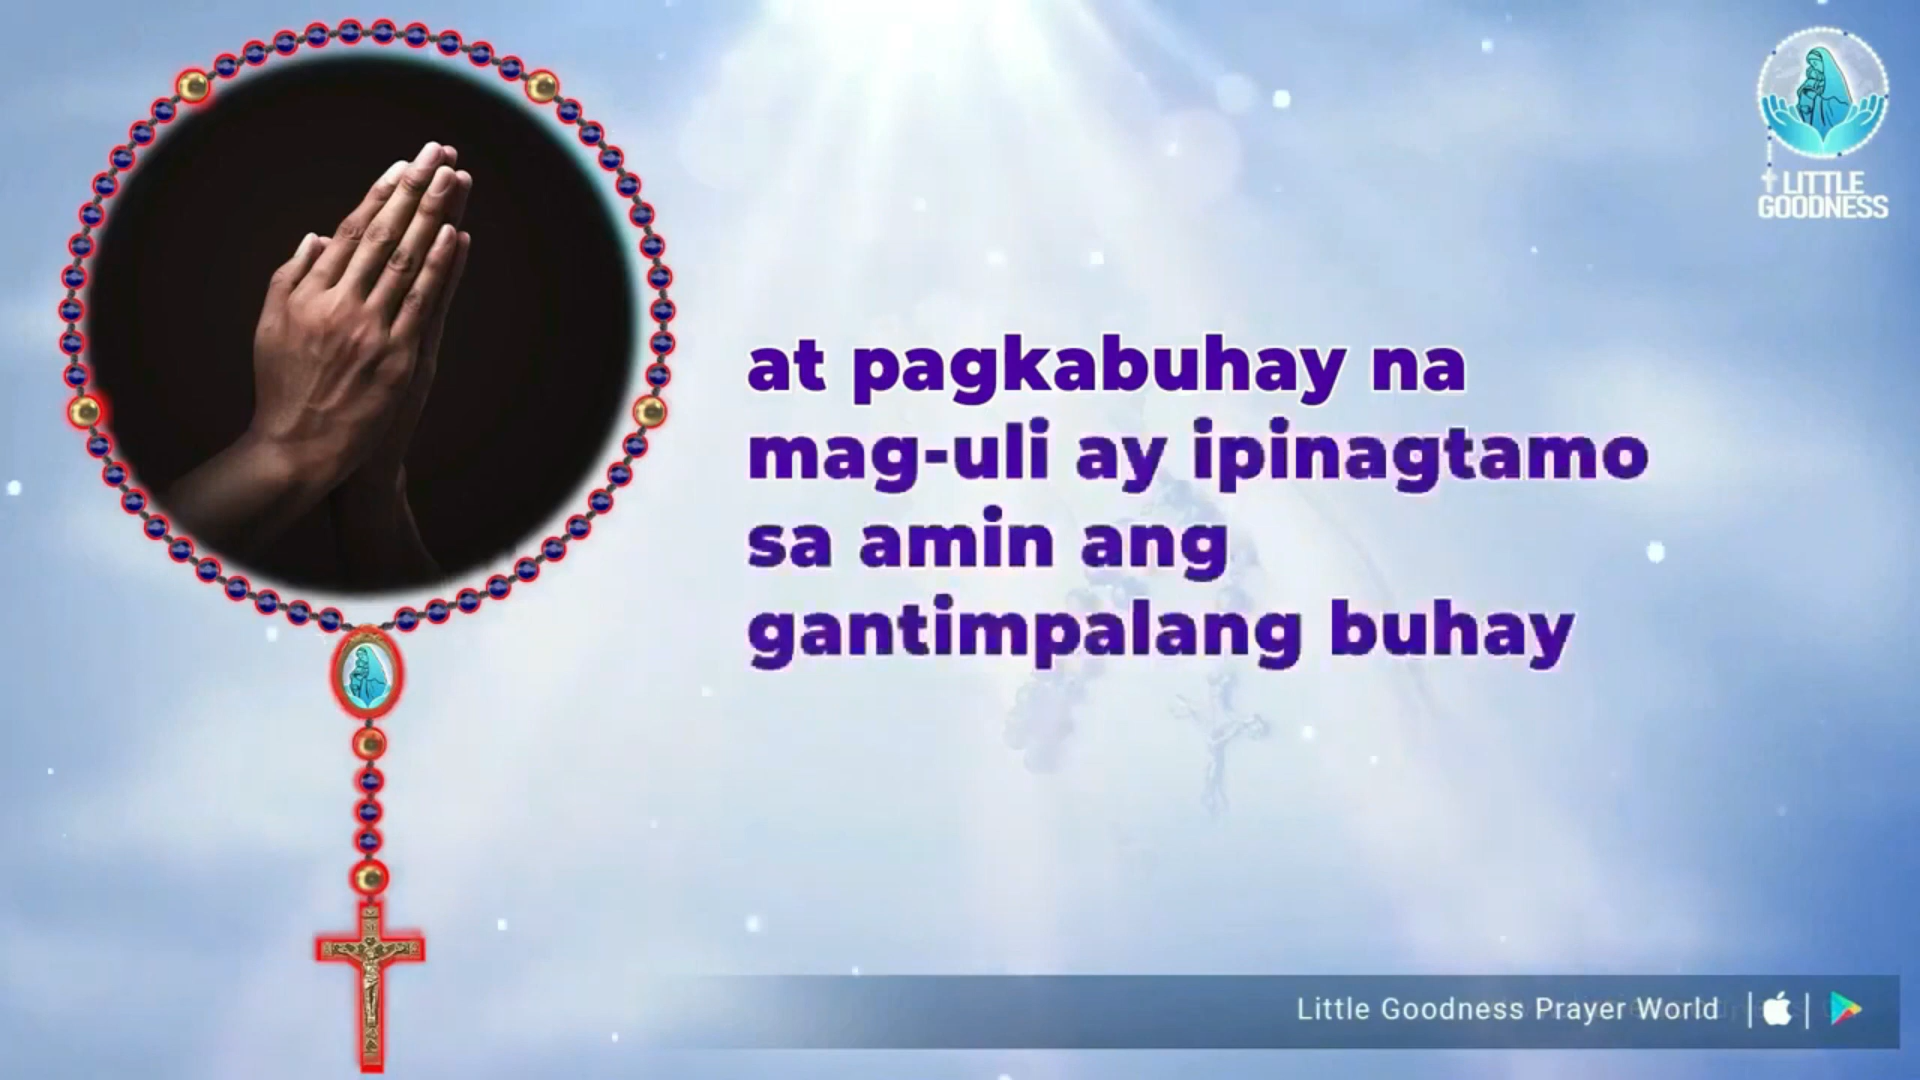 at pagkabuhay na
mag-uli ay ipinagtamo
sa amin ang
gantimpalang buhay
LITTLE
GOODNESS
Little Goodness Prayer World